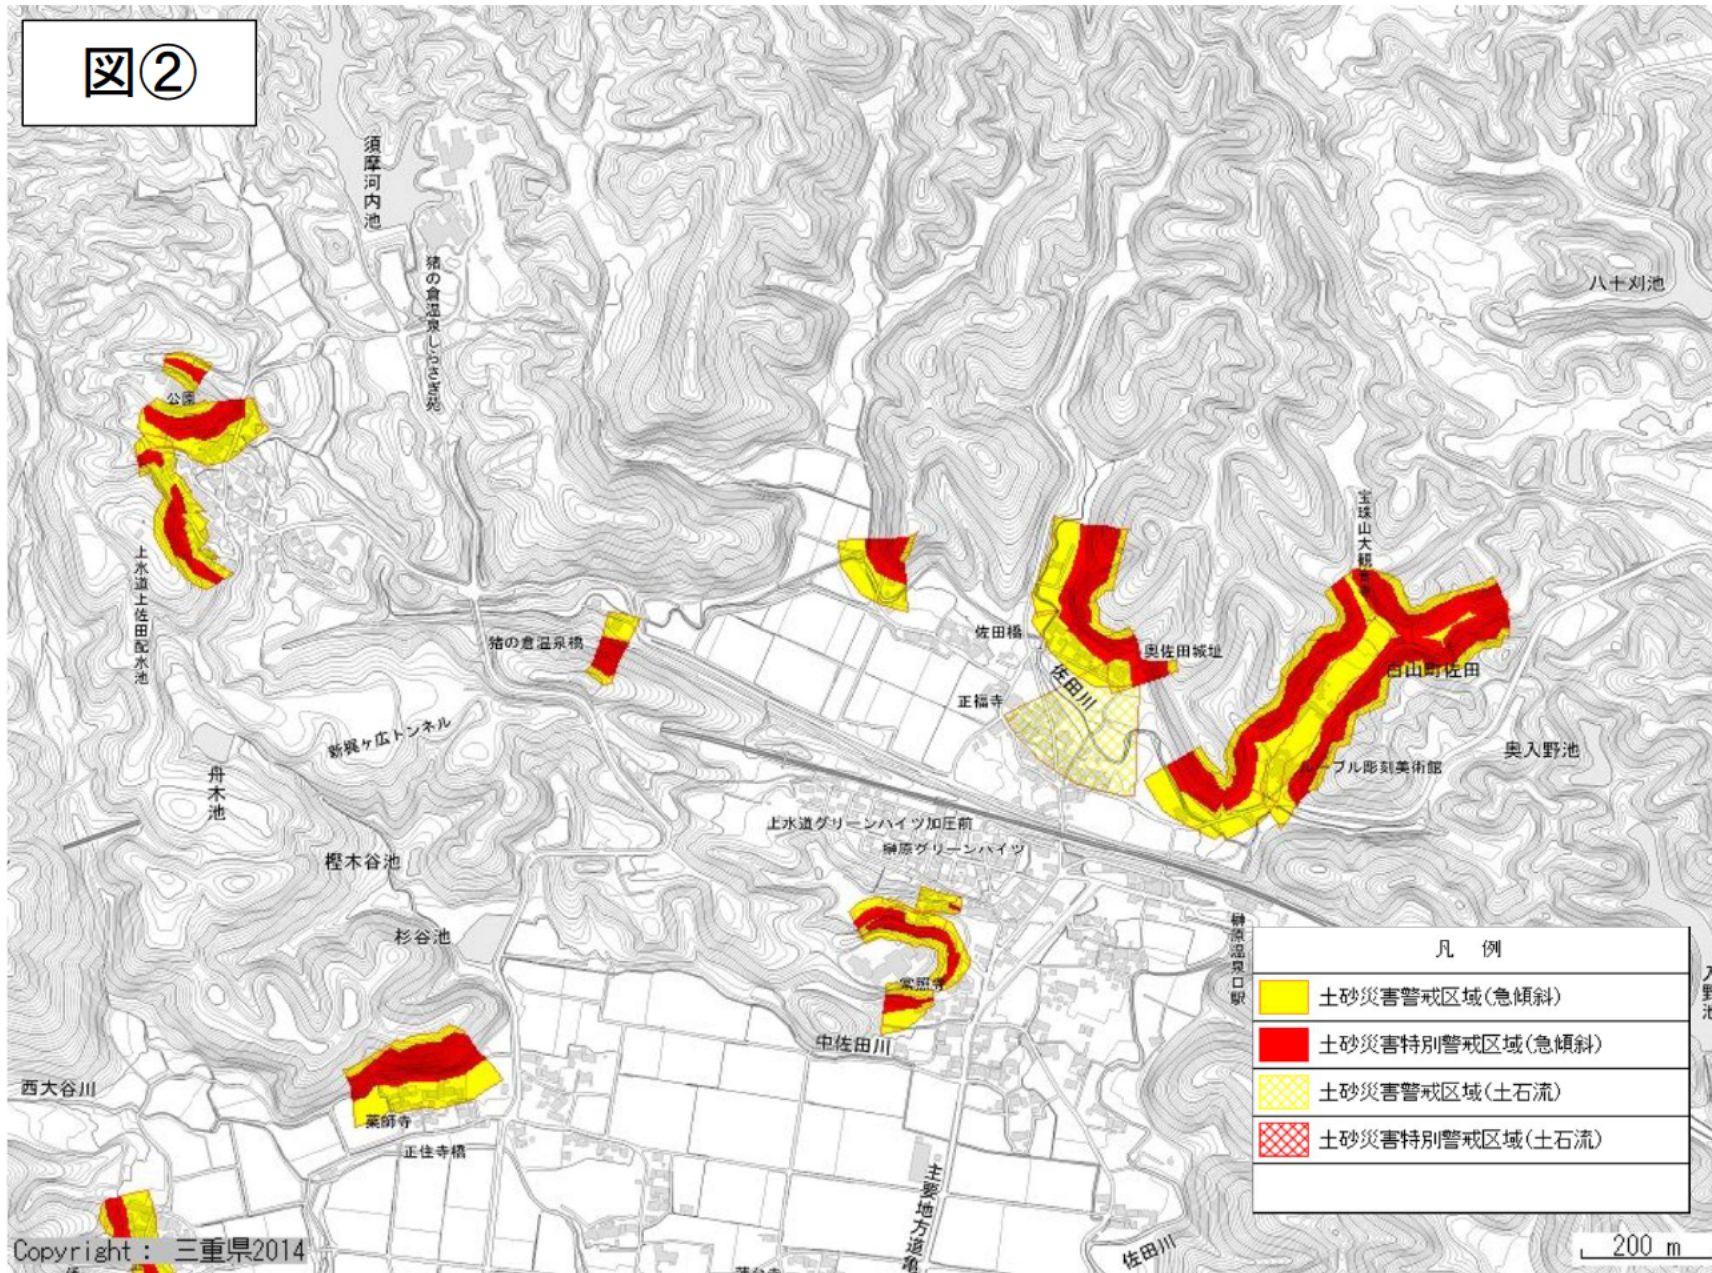 図②
須摩河内池
猪の倉温泉しらさぎ苑
八十刈池
公園
宝珠山大観音寺
上水道上佐田配水池
猪の倉温泉橋
佐田橋
奥佐田城址
佐田川
白山町佐田
正福寺
新梶ヶ広トンネル
奥入野池
ルーブル彫刻美術館
舟木池
上水道グリーンハイツ加圧前
榊原グリーンハイツ
樫木谷池
杉谷池
榊原温泉口駅
常照寺
入野池
中佐田川
西大谷川
薬師寺
正住寺橋
主要地方道亀
佐田川
凡 例
土砂災害警戒区域(急傾斜)
土砂災害特別警戒区域(急傾斜)
土砂災害警戒区域(土石流)
土砂災害特別警戒区域(土石流)
200 m
Copyright : 三重県2014